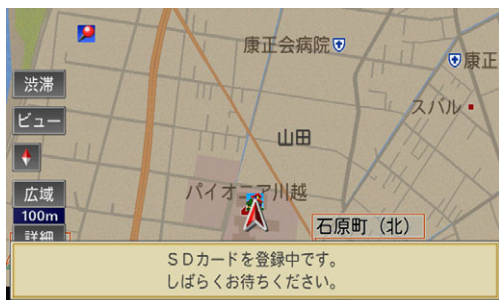 康正会病院
康正
渋滞
スバル
ビュー
山田
広域
パイオニア川越
100m
石原町（北）
詳細
ＳＤカードを登録中です。
しばらくお待ちください。